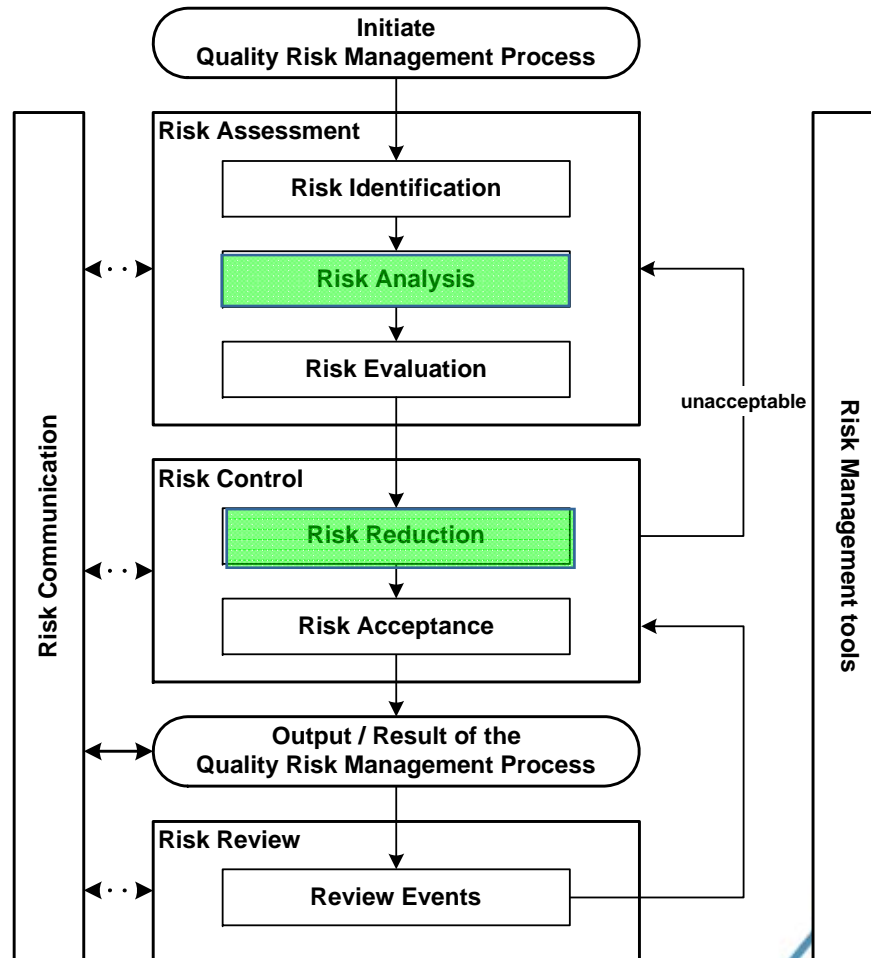 Initiate
Quality Risk Management Process
Risk Assessment
Risk Identification
Risk Analysis
Risk Evaluation
unacceptable
Risk Communication
Risk Management tools
Risk Control
Risk Reduction
Risk Acceptance
Output / Result of the
Quality Risk Management Process
Risk Review
Review Events